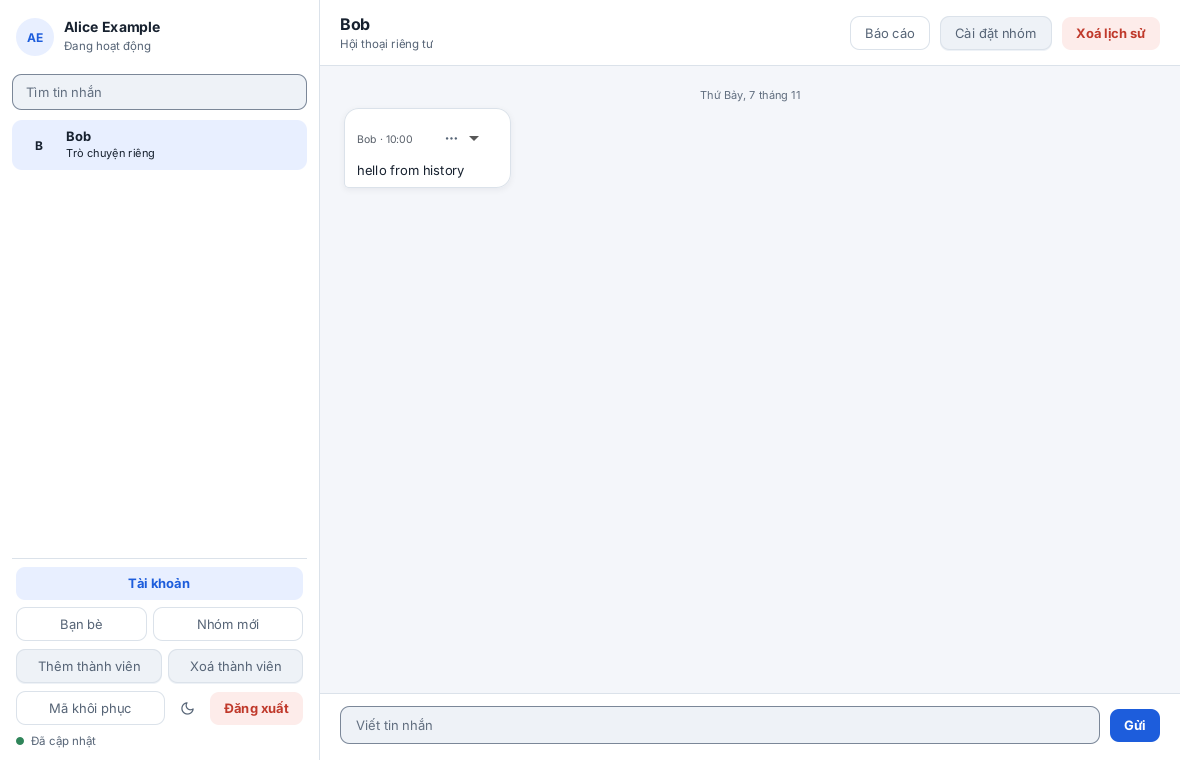 AE
Alice Example
Đang hoạt động
Tìm tin nhắn
B
Bob
Trò chuyện riêng
Tài khoản
Bạn bè
Nhóm mới
Thêm thành viên
Xoá thành viên
Mã khôi phục
Đăng xuất
Đã cập nhật
Bob
Hội thoại riêng tư
Báo cáo
Cài đặt nhóm
Xoá lịch sử
Thứ Bảy, 7 tháng 11
Bob · 10:00
hello from history
Viết tin nhắn
Gửi